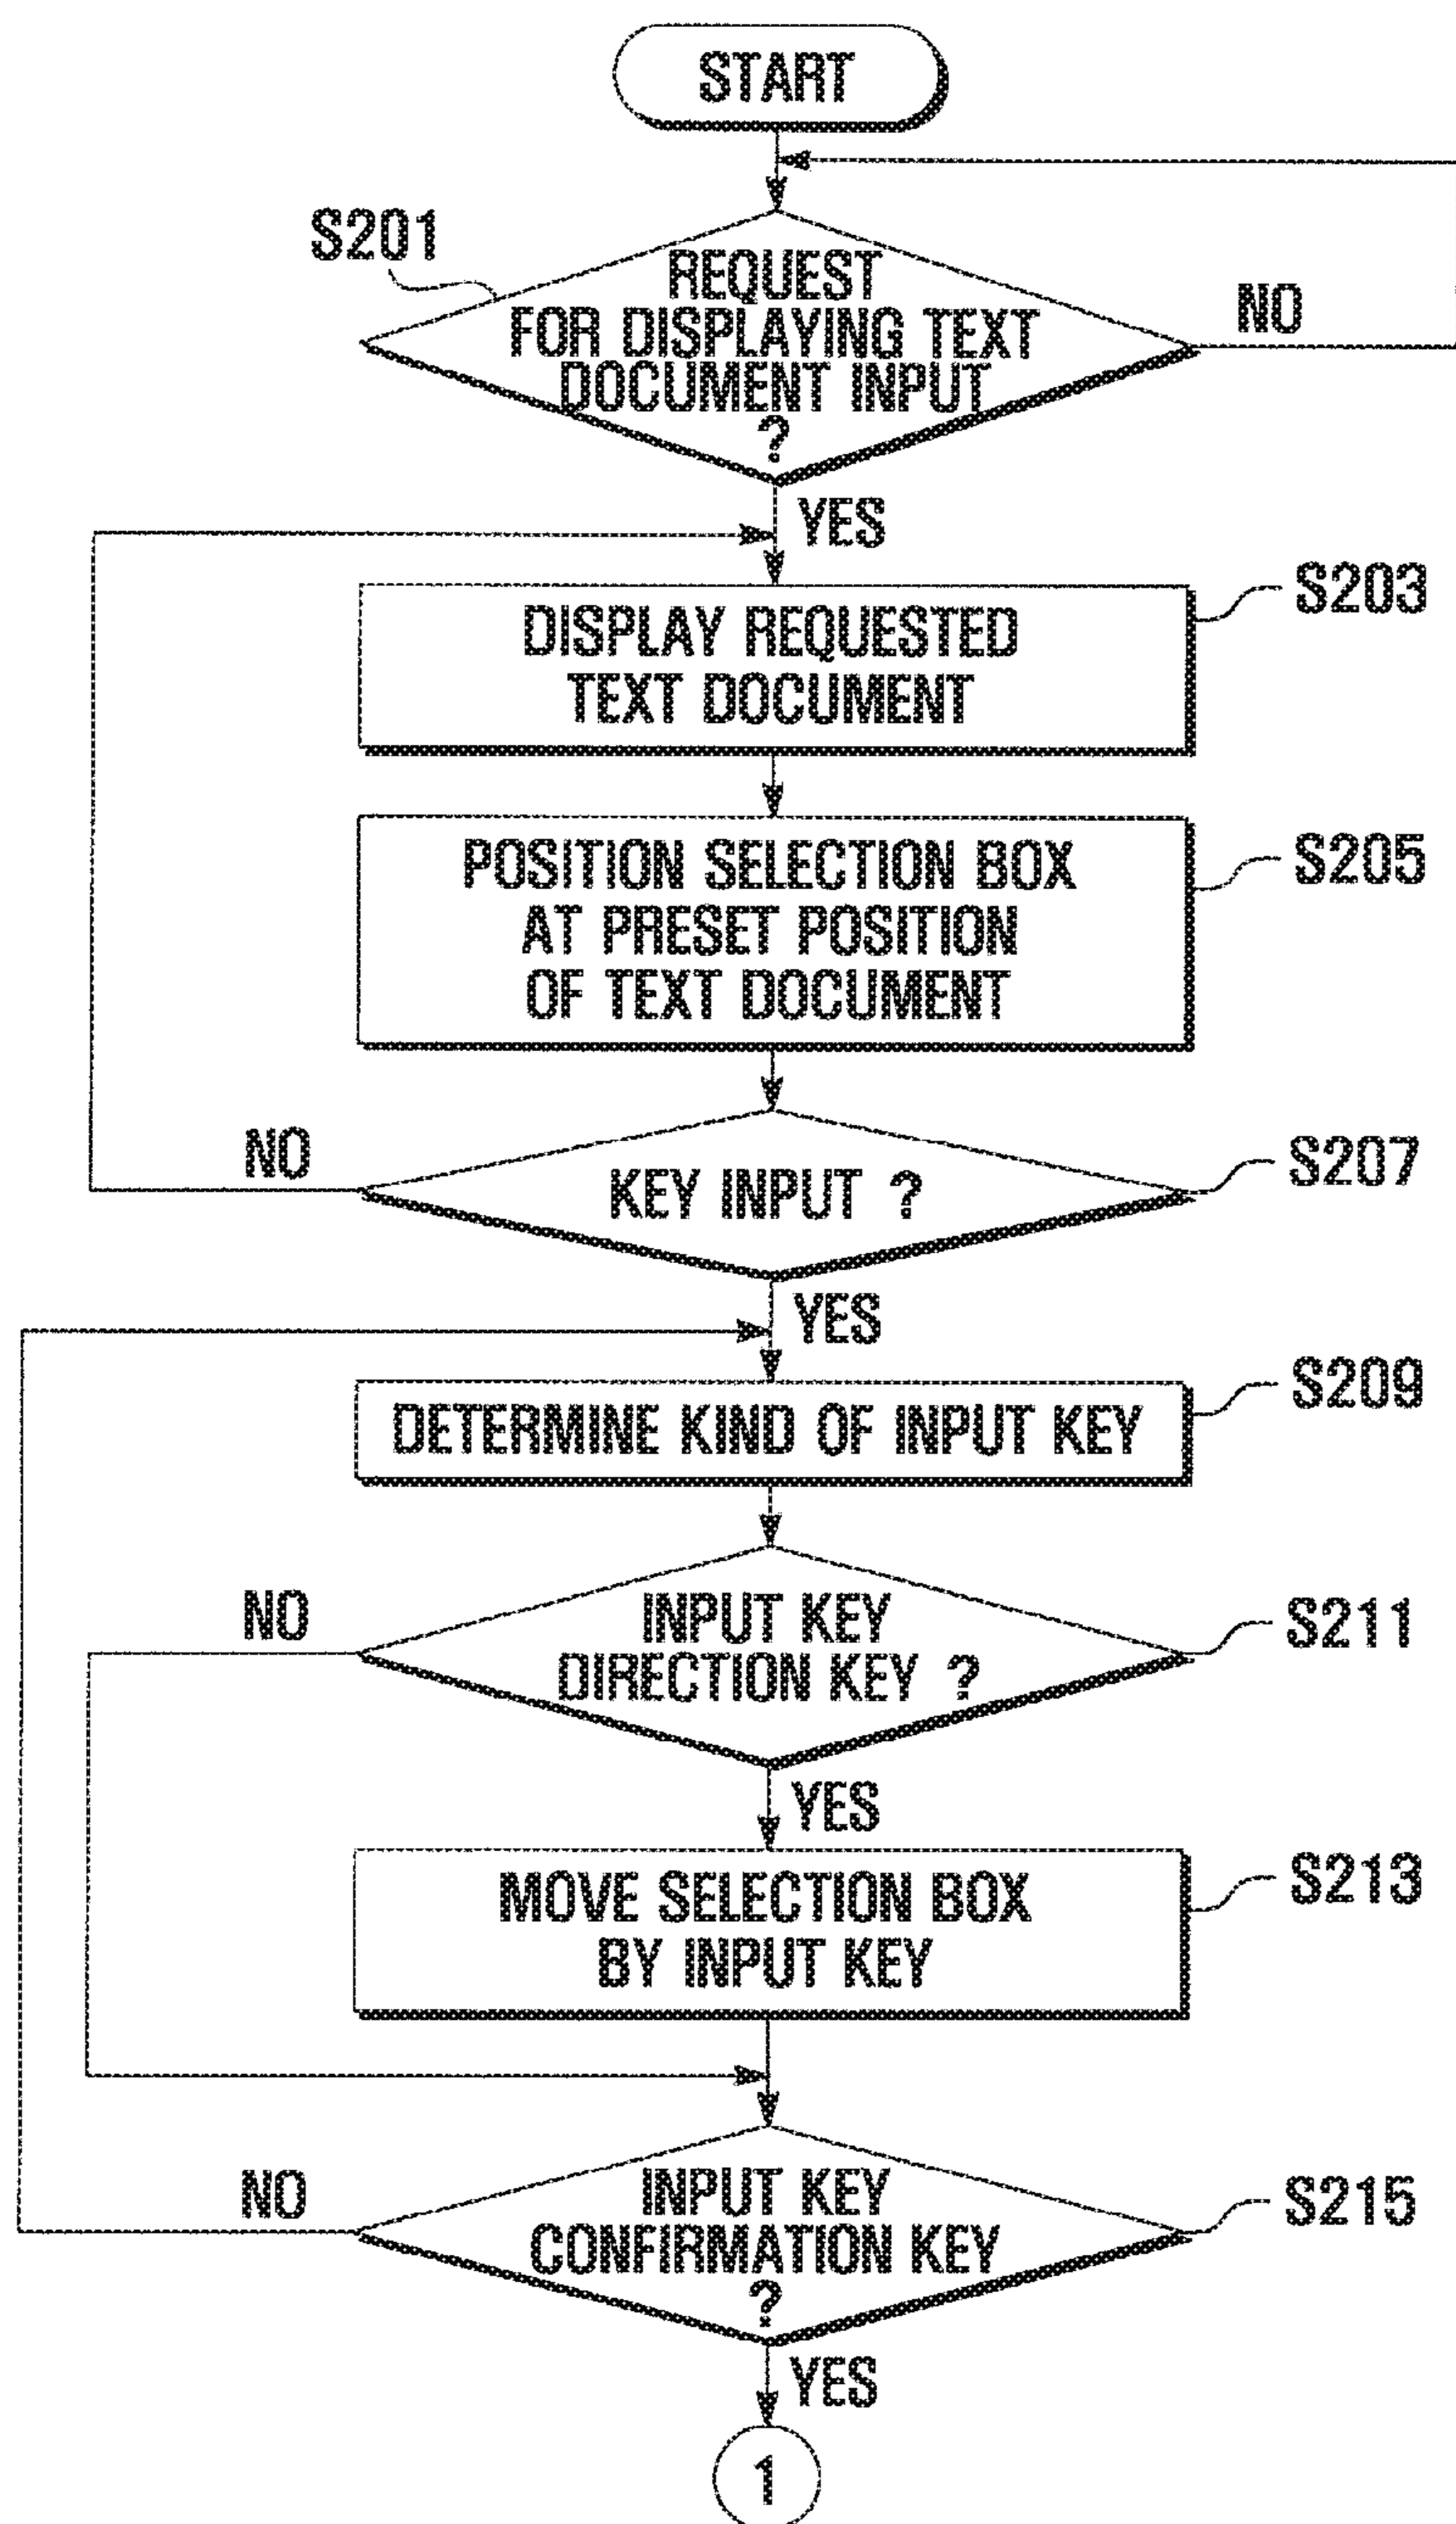 START
S201
REQUEST
FOR DISPLAYING TEXT
DOCUMENT INPUT
?
NO
YES
S203
DISPLAY REQUESTED
TEXT DOCUMENT
S205
POSITION SELECTION BOX
AT PRESET POSITION
OF TEXT DOCUMENT
NO
KEY INPUT ?
S207
YES
S209
DETERMINE KIND OF INPUT KEY
NO
INPUT KEY
DIRECTION KEY ?
S211
YES
S213
MOVE SELECTION BOX
BY INPUT KEY
NO
INPUT KEY
CONFIRMATION KEY
?
S215
YES
1